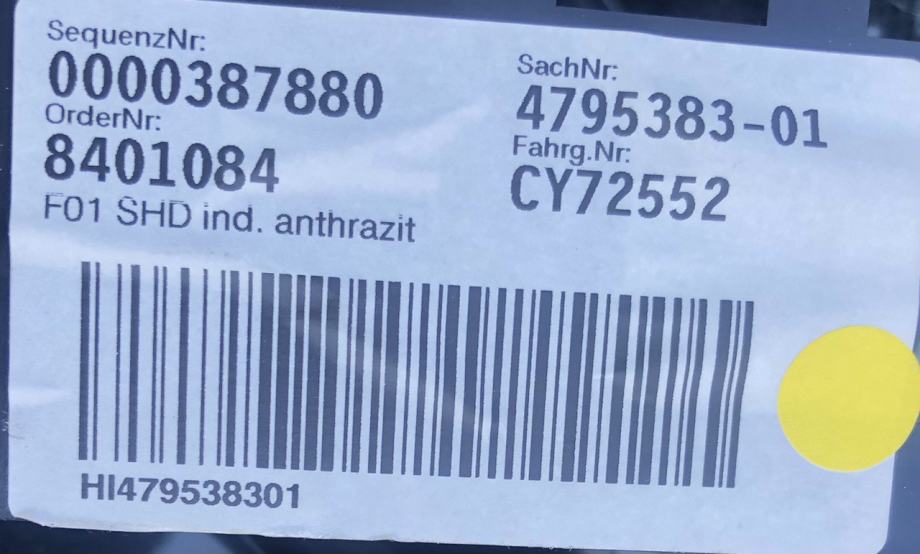 SequenzNr:
0000387880
OrderNr:
8401084
F01 SHD ind. anthrazit
SachNr:
4795383-01
Fahrg.Nr:
CY72552
HI479538301